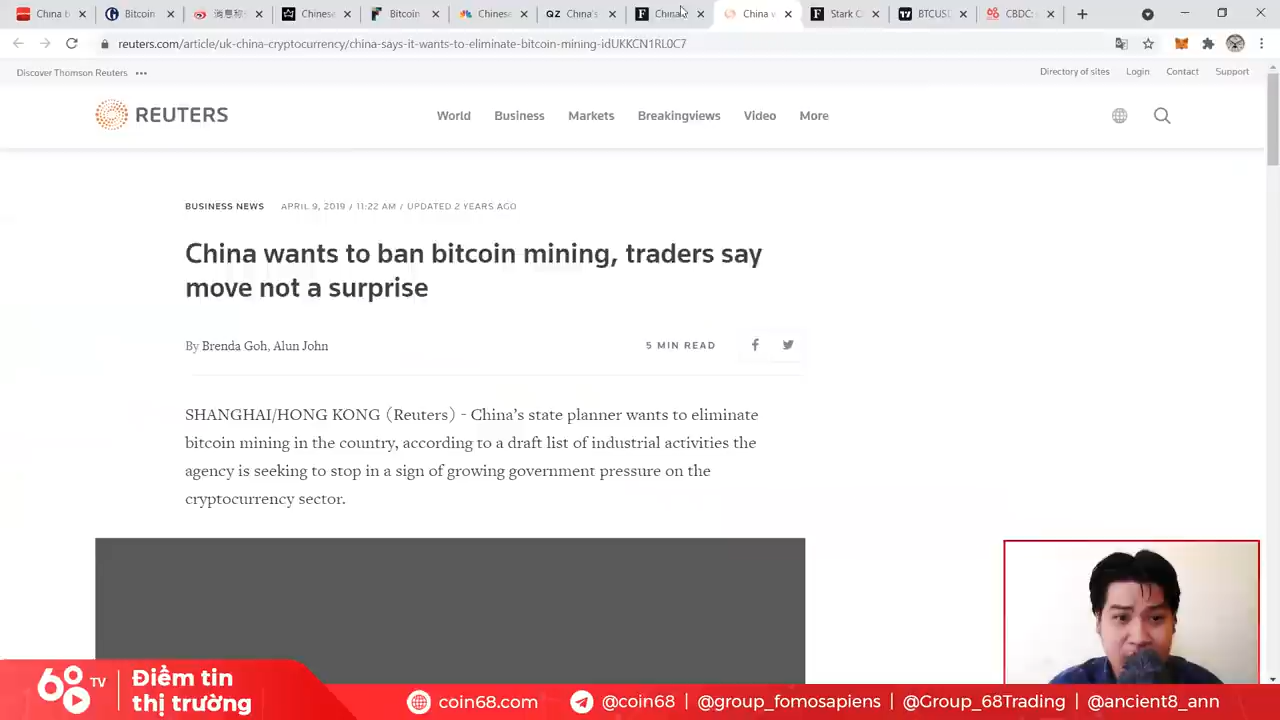 China b
Bitcoin
消息称
Chinese
Bitcoin
Chinese
QZ China's
China'
China w
Stark C
BTCUSD
CBDC: s
reuters.com/article/uk-china-cryptocurrency/china-says-it-wants-to-eliminate-bitcoin-mining-idUKKCN1RL0C7
Discover Thomson Reuters •••
Directory of sites Login Contact Support
REUTERS
World Business Markets Breakingviews Video More
BUSINESS NEWS APRIL 9, 2019 / 11:22 AM / UPDATED 2 YEARS AGO
China wants to ban bitcoin mining, traders say
move not a surprise
By Brenda Goh, Alun John
5 MIN READ
SHANGHAI/HONG KONG (Reuters) - China’s state planner wants to eliminate
bitcoin mining in the country, according to a draft list of industrial activities the
agency is seeking to stop in a sign of growing government pressure on the
cryptocurrency sector.
68 TV
Điểm tin
thị trường
coin68.com @coin68 | @group_fomosapiens | @Group_68Trading | @ancient8_ann